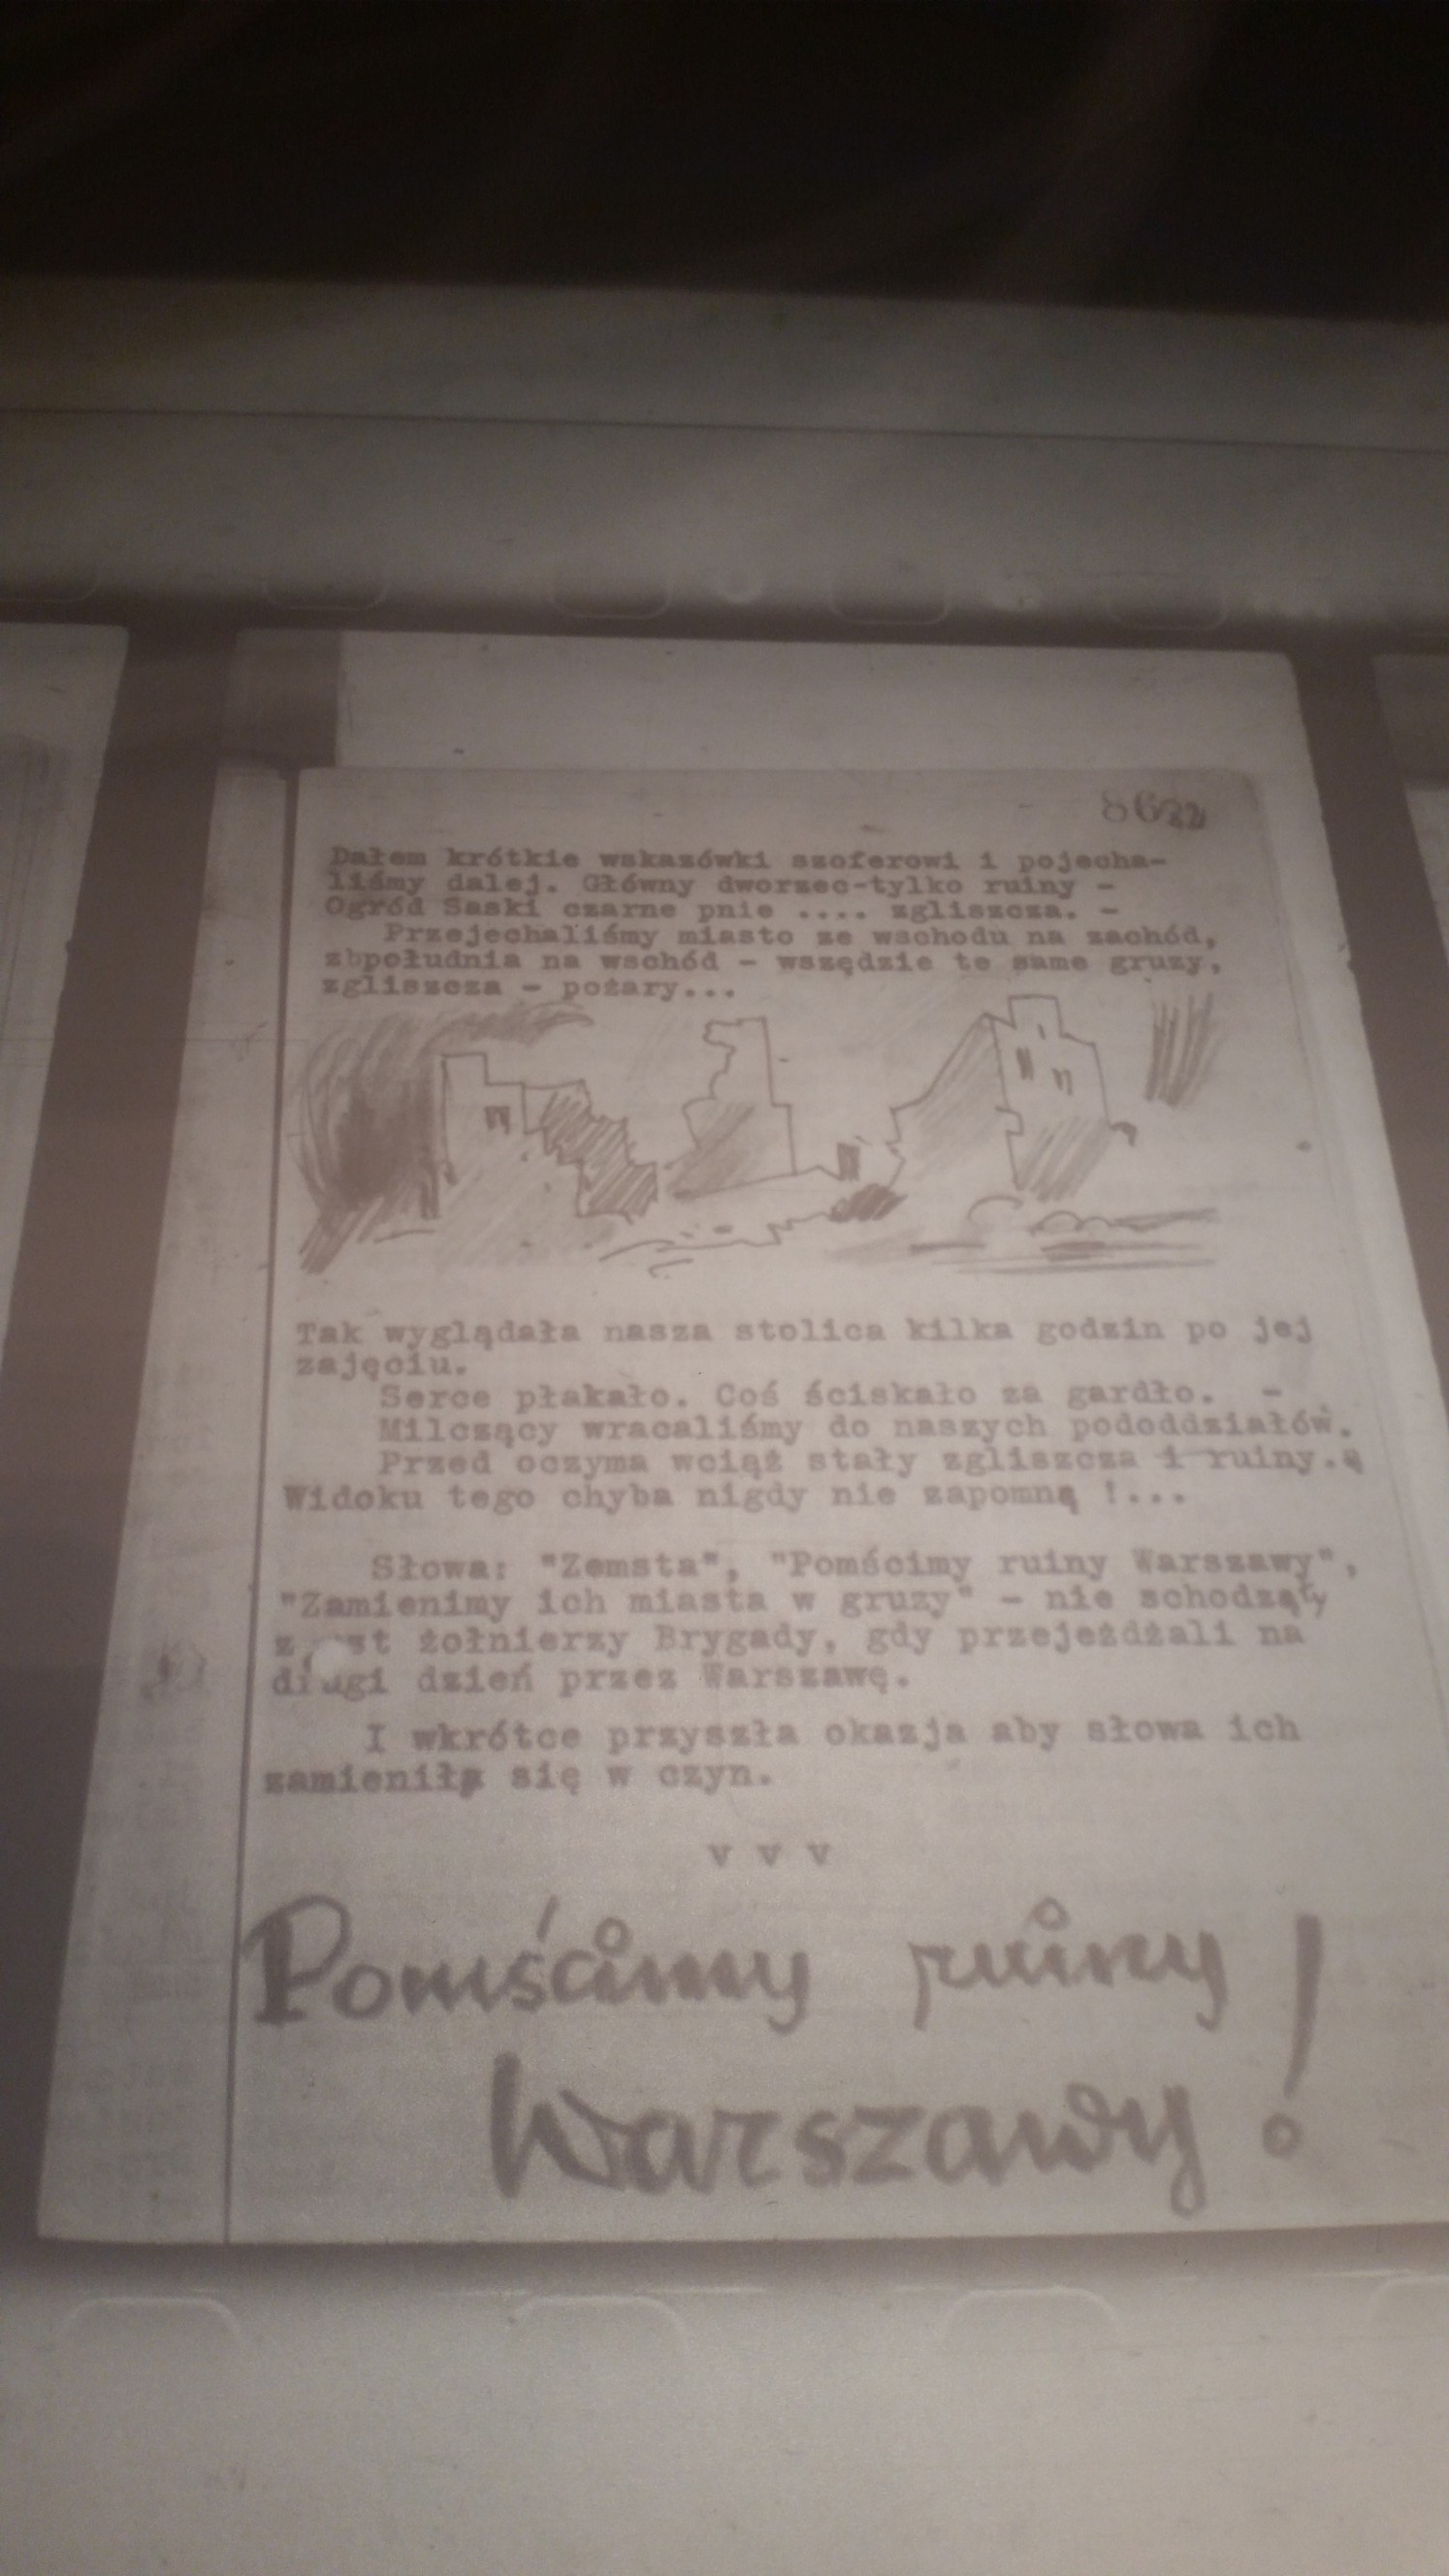 Dałem krótkie wskazówki szoferowi i pojecha-
liśmy dalej. Główny dworzec-tylko ruiny -
Ogród Saski czarne pnie .... zgliszcza. -
Przejechaliśmy miasto ze wschodu na zachód,
zbpołudnia na wschód - wszędzie te same gruzy,
zgliszcza - pożary...
Tak wyglądała nasza stolica kilka godzin po jej
zajęciu.
Serce płakało. Coś ściskało za gardło. -
Milczący wracaliśmy do naszych pododdziałów.
Przed oczyma wciąż stały zgliszcza i ruiny.
Widoku tego chyba nigdy nie zapomną !...
Słowa: "Zemsta", "Pomścimy ruiny Warszawy",
"Zamienimy ich miasta w gruzy" - nie schodzały
z st żołnierzy Brygady, gdy przejeżdżali na
dzień przez Warszawę.
I wkrótce przyszła okazja aby słowa ich
się w czyn.
v v v
Pomścimy ruiny
Warszawy!